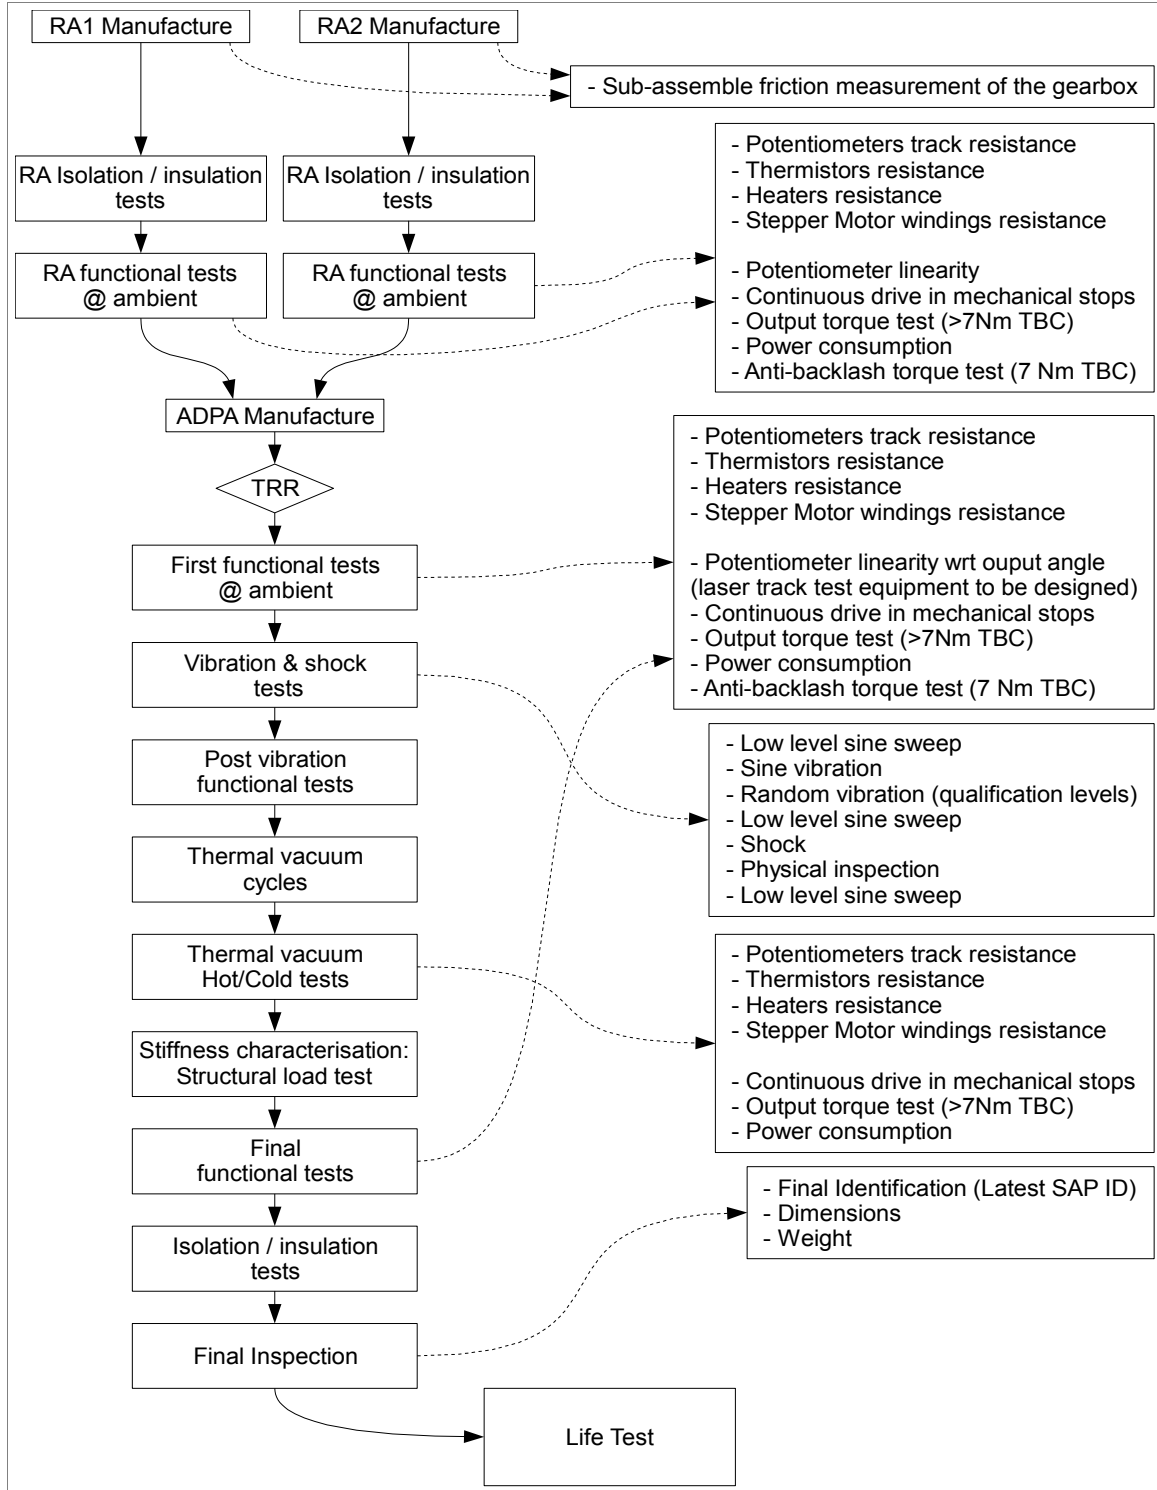 RA1 Manufacture
RA2 Manufacture
- Sub-assemble friction measurement of the gearbox
RA Isolation / insulation
tests
RA Isolation / insulation
tests
RA functional tests
@ ambient
RA functional tests
@ ambient
- Potentiometers track resistance
- Thermistors resistance
- Heaters resistance
- Stepper Motor windings resistance
- Potentiometer linearity
- Continuous drive in mechanical stops
- Output torque test (>7Nm TBC)
- Power consumption
- Anti-backlash torque test (7 Nm TBC)
ADPA Manufacture
TRR
First functional tests
@ ambient
- Potentiometers track resistance
- Thermistors resistance
- Heaters resistance
- Stepper Motor windings resistance
- Potentiometer linearity wrt ouput angle
(laser track test equipment to be designed)
- Continuous drive in mechanical stops
- Output torque test (>7Nm TBC)
- Power consumption
- Anti-backlash torque test (7 Nm TBC)
Vibration & shock
tests
- Low level sine sweep
- Sine vibration
- Random vibration (qualification levels)
- Low level sine sweep
- Shock
- Physical inspection
- Low level sine sweep
Post vibration
functional tests
Thermal vacuum
cycles
Thermal vacuum
Hot/Cold tests
- Potentiometers track resistance
- Thermistors resistance
- Heaters resistance
- Stepper Motor windings resistance
- Continuous drive in mechanical stops
- Output torque test (>7Nm TBC)
- Power consumption
Stiffness characterisation:
Structural load test
Final
functional tests
Isolation / insulation
tests
- Final Identification (Latest SAP ID)
- Dimensions
- Weight
Final Inspection
Life Test